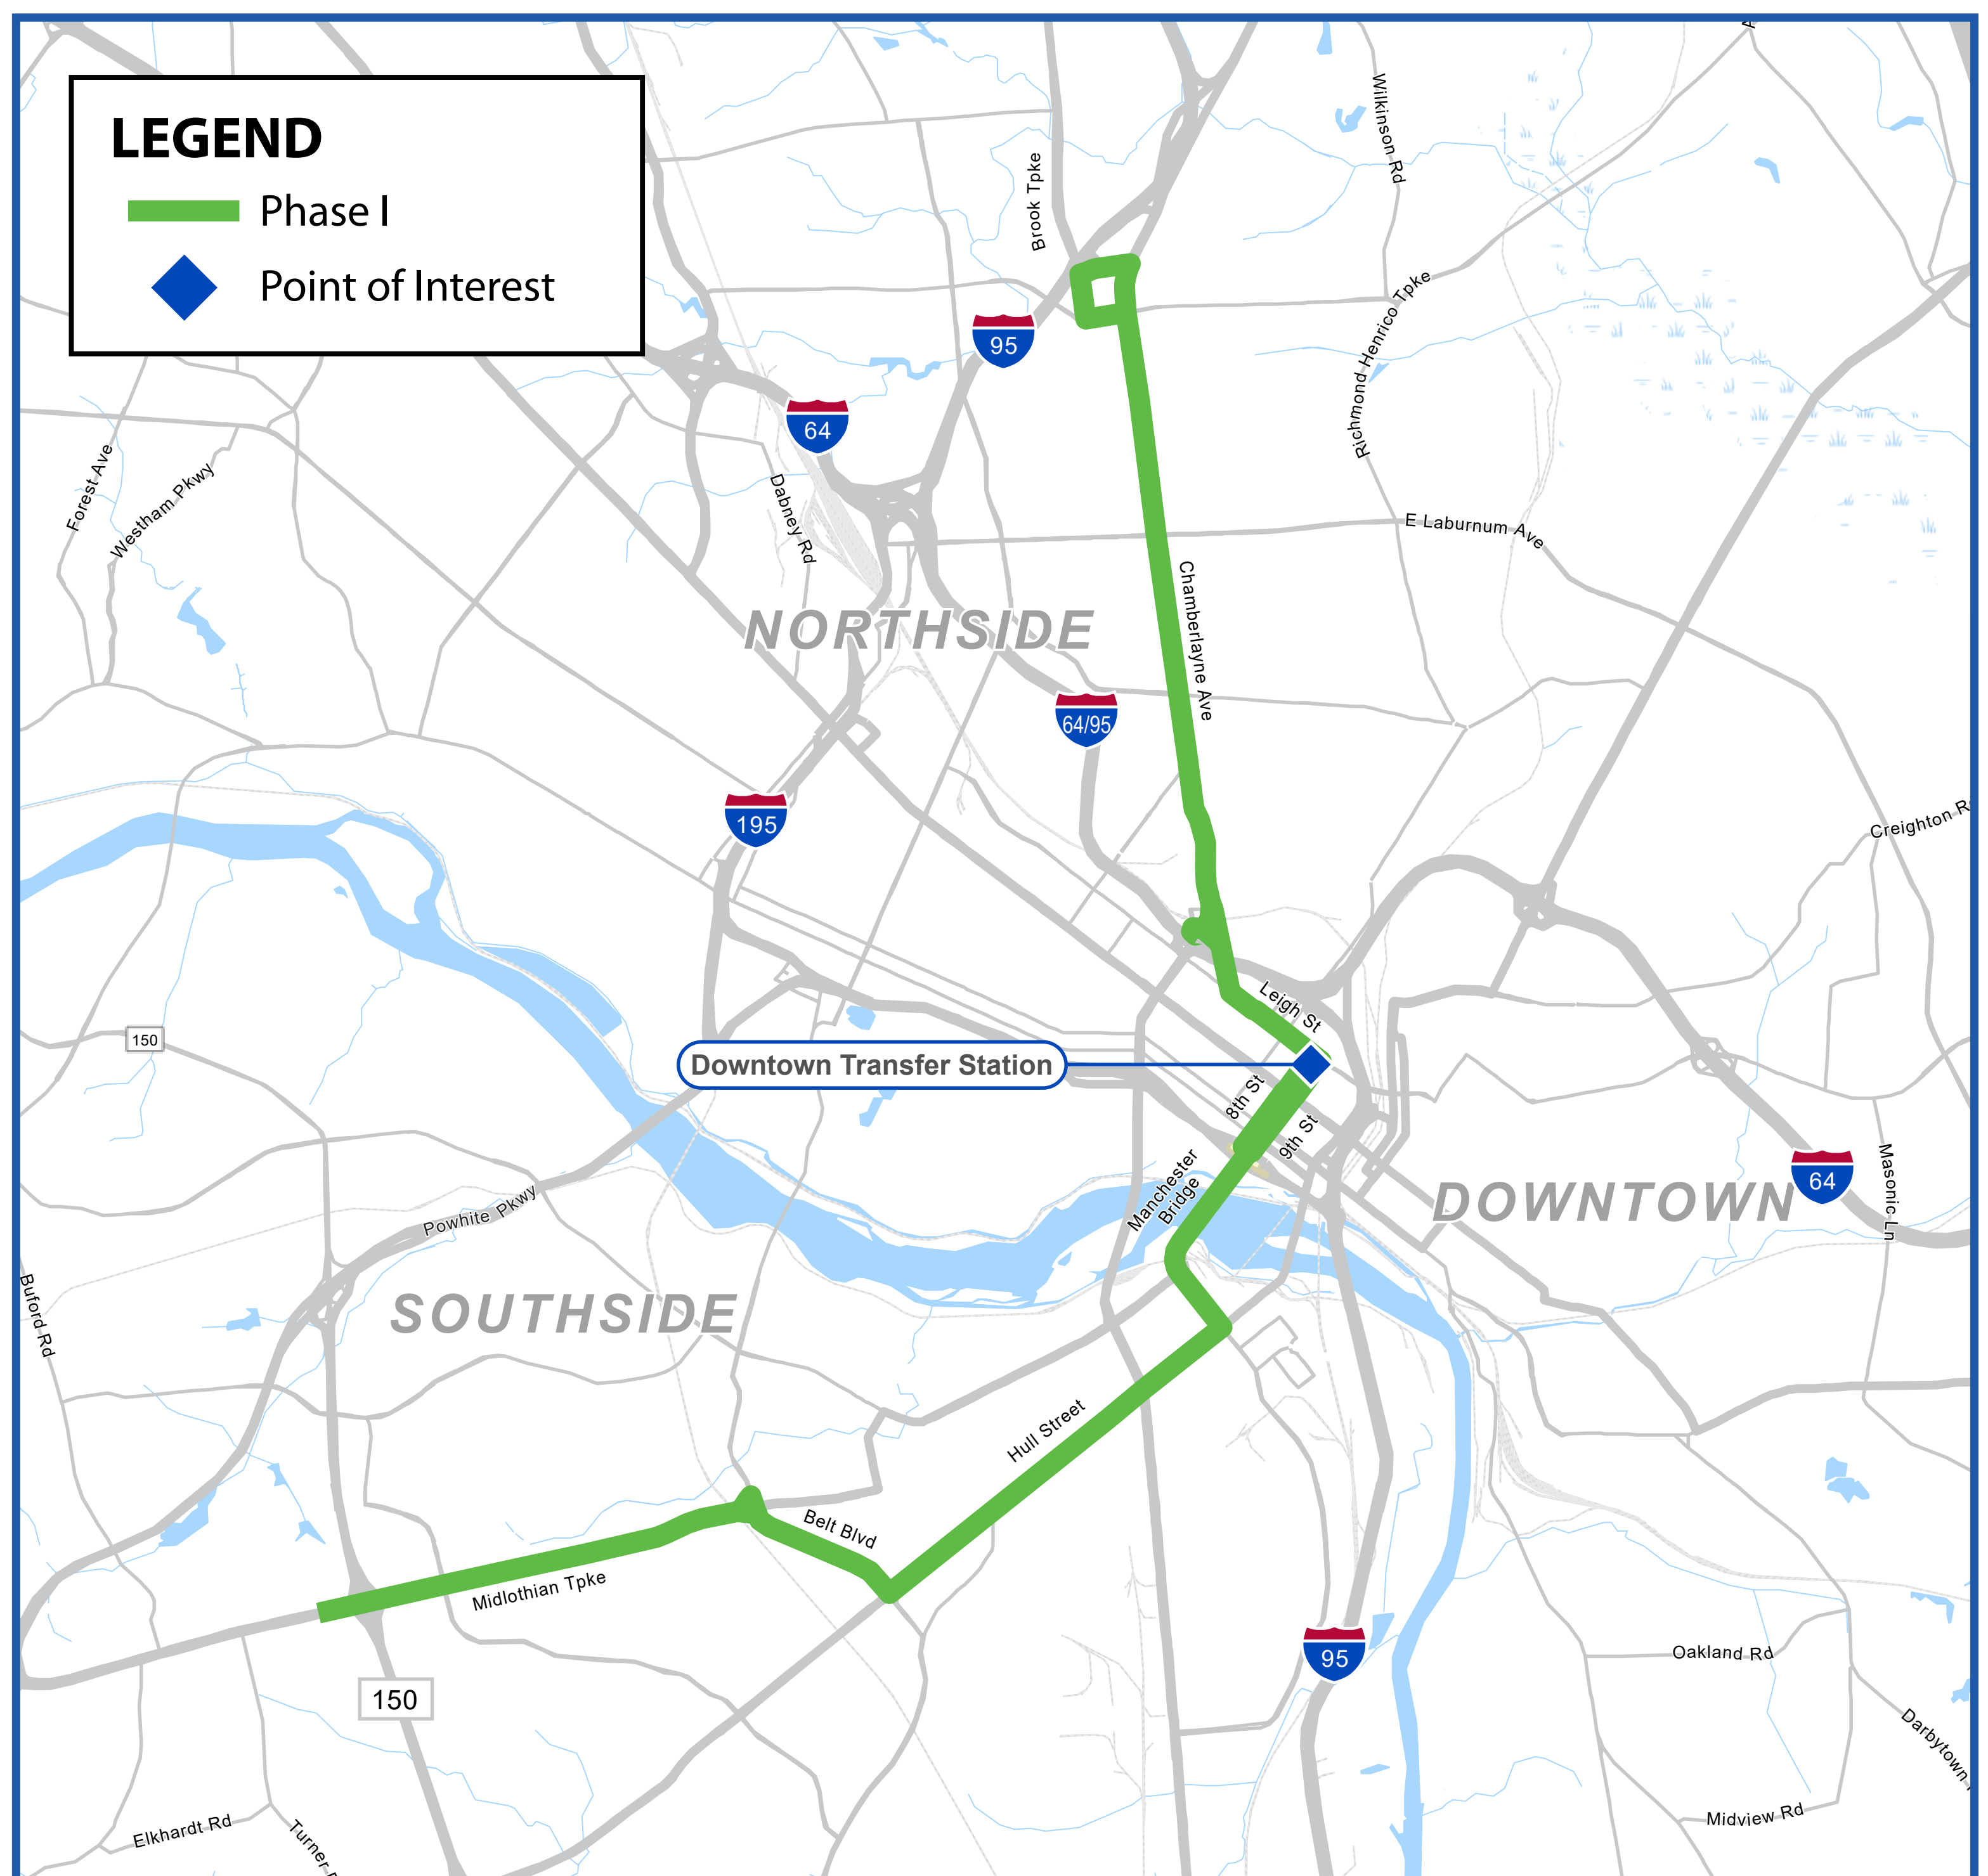 LEGEND
Phase I
Point of Interest
Brook Tpke
Wilkinson Rd
Richmond Henrico Tpke
95
64
Forest Ave
Westham Pkwy
Dabney Rd
E Laburnum Ave
NORTHSIDE
Chamberlayne Ave
64/95
195
Creighton
150
Leigh St
Downtown Transfer Station
8th St
9th St
Manchester
Bridge
DOWNTOWN
64
Masonic Ln
Powhite Pkwy
Buford Rd
SOUTHSIDE
Hull Street
Belt Blvd
Midlothian Tpke
95
Oakland Rd
150
Darbytown
Elkhardt Rd
Turner
Midview Rd